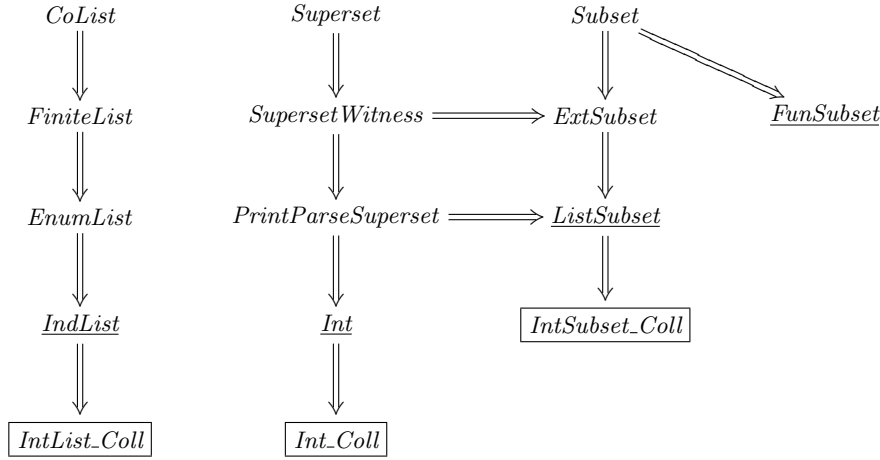 CoList Superset Subset
FiniteList SupersetWitness ExtSubset FunSubset
EnumList PrintParseSuperset ListSubset
IndList Int IntSubset_Coll
IntList_Coll Int_Coll